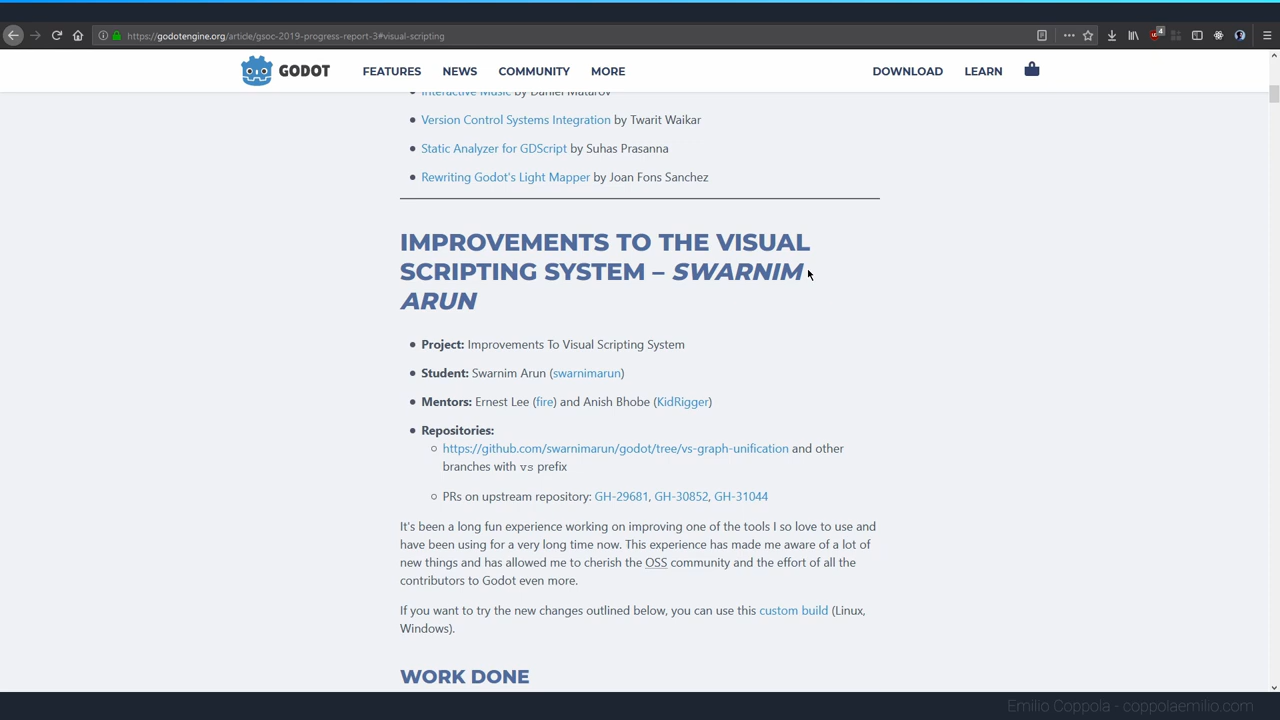 https://godotengine.org/article/gsoc-2019-progress-report-3#visual-scripting
4
GODOT
FEATURES
NEWS
COMMUNITY
MORE
DOWNLOAD
LEARN
Interactive Music by Daniel Matarov
Version Control Systems Integration by Twarit Waikar
Static Analyzer for GDScript by Suhas Prasanna
Rewriting Godot's Light Mapper by Joan Fons Sanchez
IMPROVEMENTS TO THE VISUAL
SCRIPTING SYSTEM – SWARNIM
ARUN
Project: Improvements To Visual Scripting System
Student: Swarnim Arun (swarnimarun)
Mentors: Ernest Lee (fire) and Anish Bhobe (KidRigger)
Repositories:
https://github.com/swarnimarun/godot/tree/vs-graph-unification and other
branches with vs prefix
PRs on upstream repository: GH-29681, GH-30852, GH-31044
It's been a long fun experience working on improving one of the tools I so love to use and
have been using for a very long time now. This experience has made me aware of a lot of
new things and has allowed me to cherish the OSS community and the effort of all the
contributors to Godot even more.
If you want to try the new changes outlined below, you can use this custom build (Linux,
Windows).
WORK DONE
Emilio Coppola - coppolaemilio.com